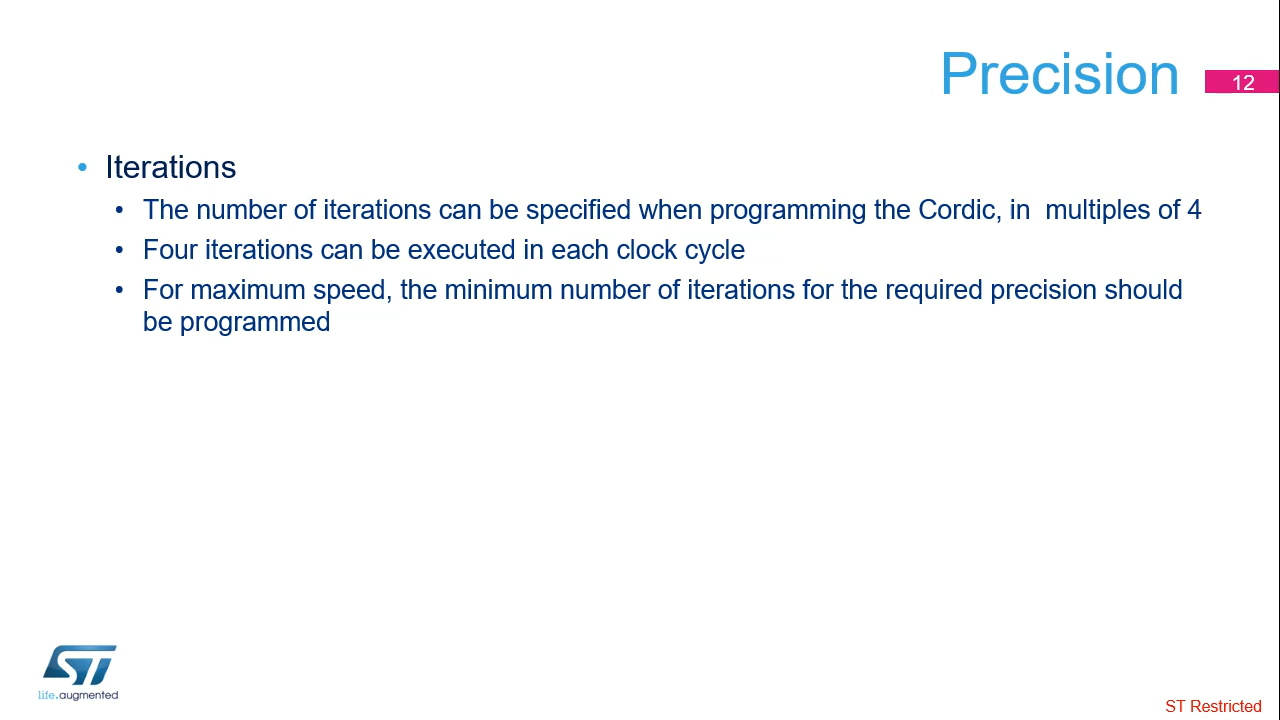 Precision
12
• Iterations
• The number of iterations can be specified when programming the Cordic, in  multiples of 4
• Four iterations can be executed in each clock cycle
• For maximum speed, the minimum number of iterations for the required precision should
be programmed
ST
life.augmented
ST Restricted